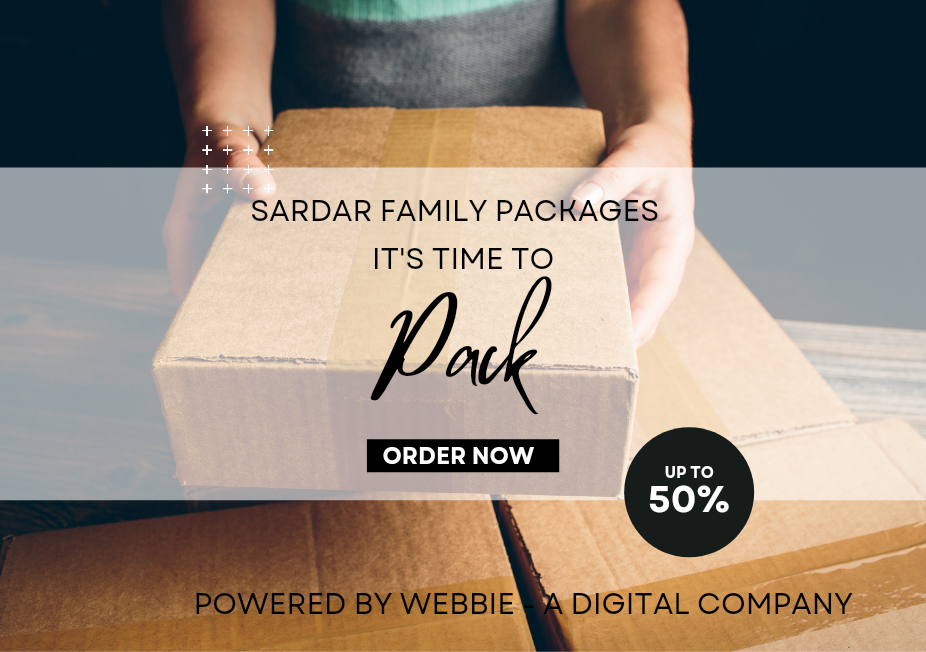 SARDAR FAMILY PACKAGES
IT'S TIME TO
Pack
ORDER NOW
UP TO
50%
POWERED BY WEBBIE - A DIGITAL COMPANY